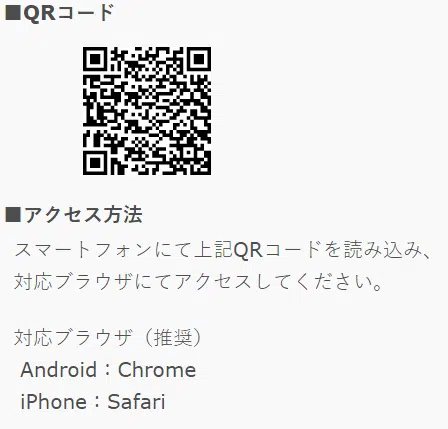 ■QRコード
■アクセス方法
スマートフォンにて上記QRコードを読み込み、
対応ブラウザにてアクセスしてください。
対応ブラウザ（推奨）
Android：Chrome
iPhone：Safari